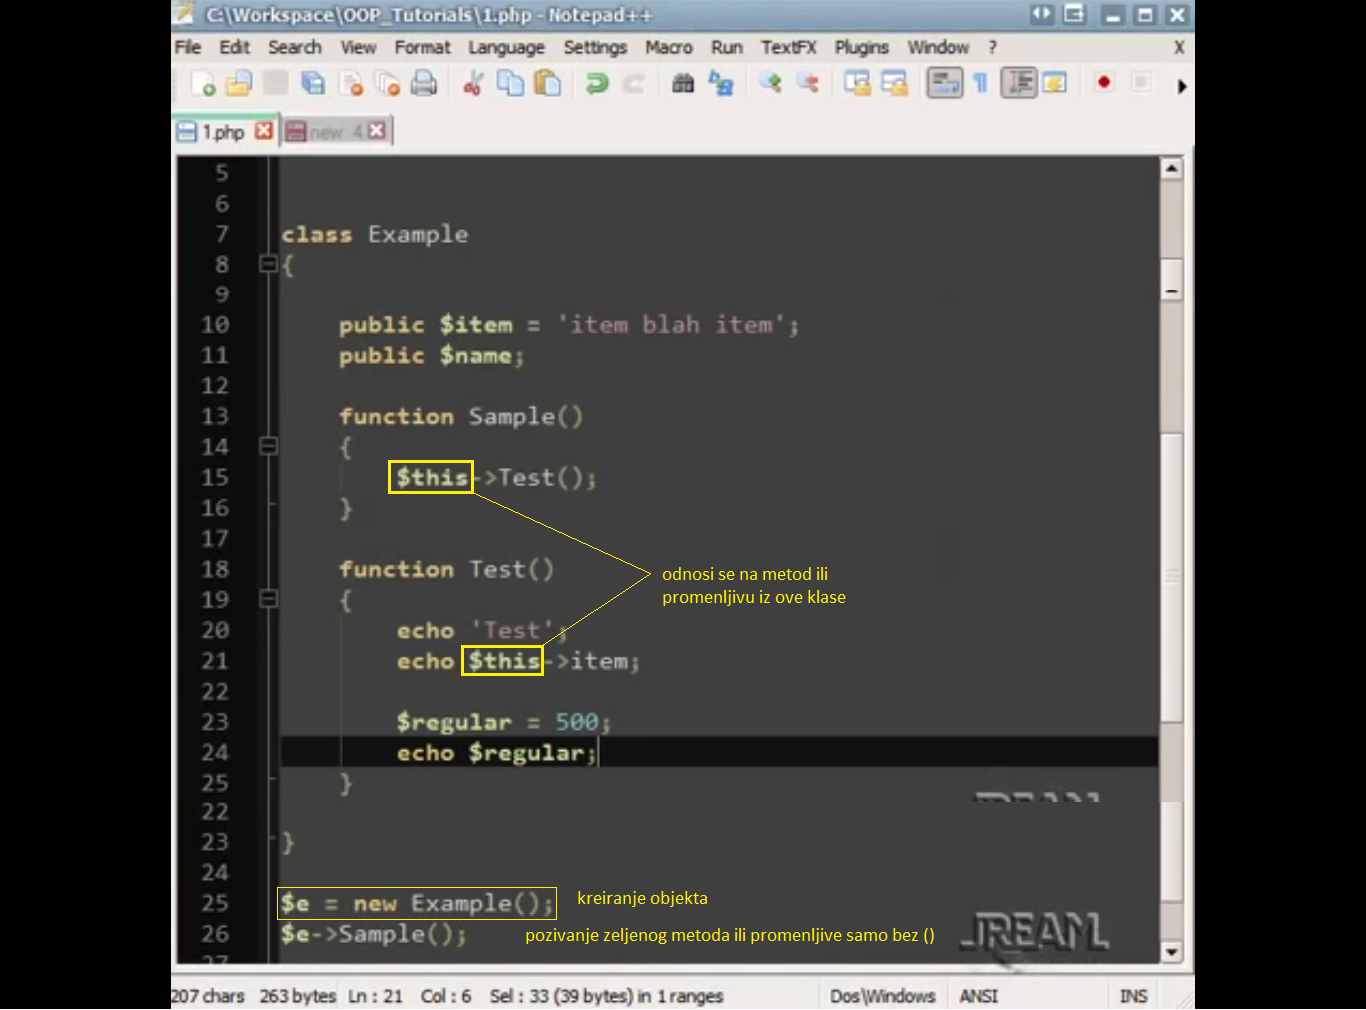 C:\Workspace\OOP_Tutorials\1.php - Notepad++
File Edit Search View Format Language Settings Macro Run TextFX Plugins Window ? X
1.php new 4
5
6
7 class Example
8 {
9
10 public $item = 'item blah item';
11 public $name;
12
13 function Sample()
14 {
15 $this->Test();
16 }
17
18 function Test()
19 {
20 echo 'Test';
21 echo $this->item;
22
23 $regular = 500;
24 echo $regular;
25 }
22
23 }
24
25 $e = new Example();
26 $e->Sample();
27
odnosi se na metod ili
promenljivu iz ove klase
kreiranje objekta
pozivanje zeljenog metoda ili promenljive samo bez ()
JREAM
207 chars 263 bytes Ln : 21 Col : 6 Sel : 33 (39 bytes) in 1 ranges Dos\Windows ANSI INS